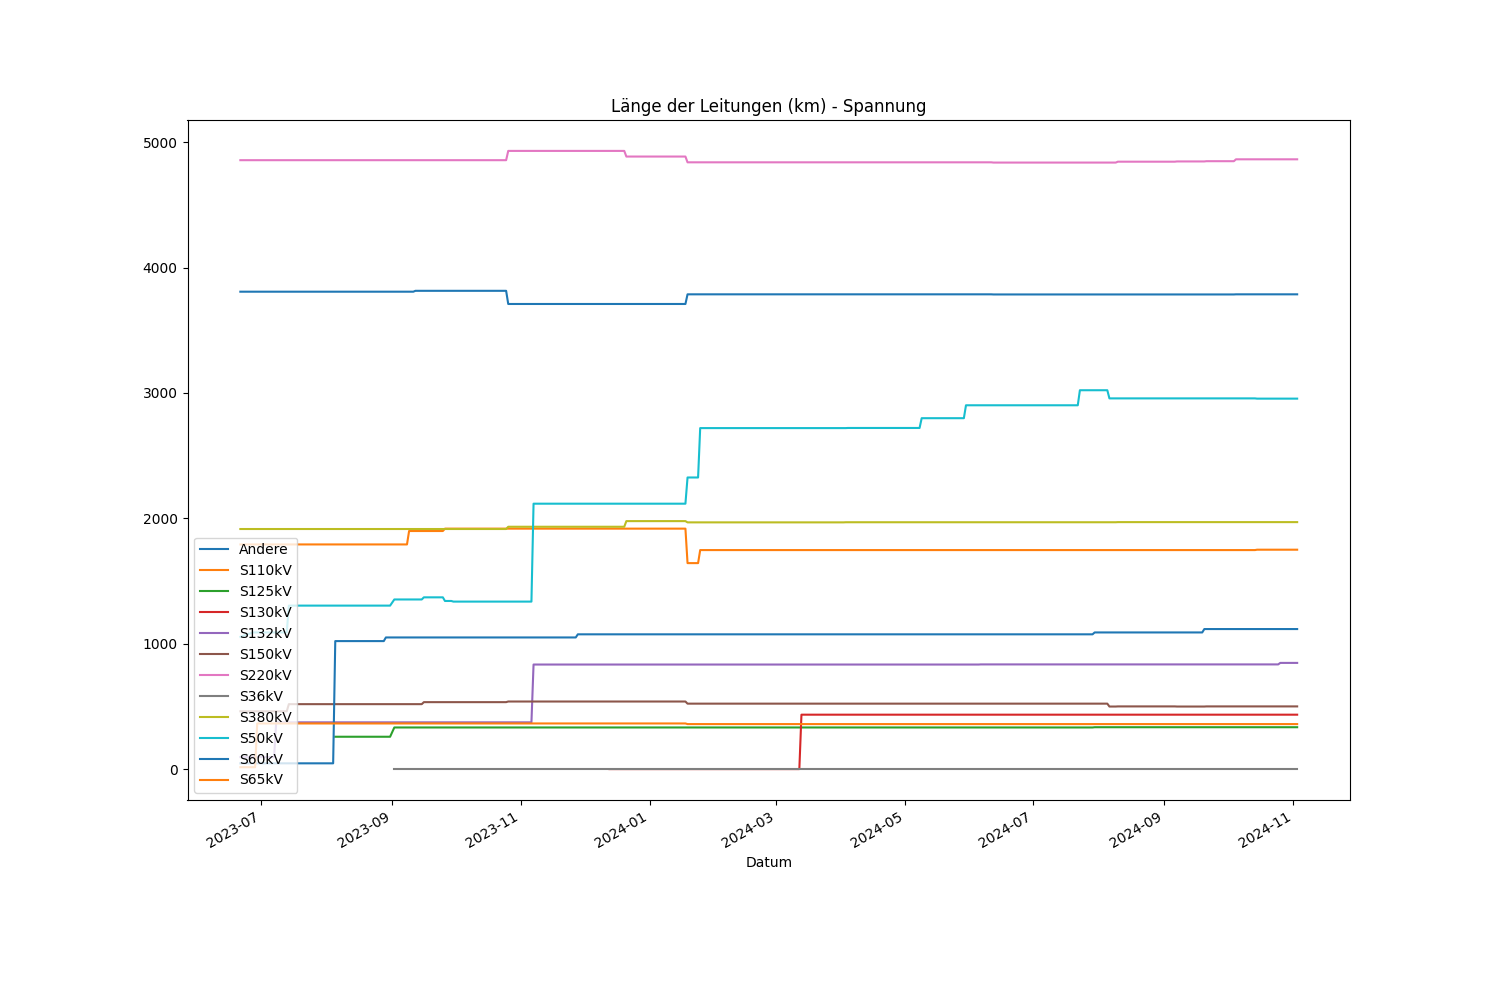 Länge der Leitungen (km) - Spannung
5000
4000
3000
2000
1000
0
Andere
S110kV
S125kV
S130kV
S132kV
S150kV
S220kV
S36kV
S380kV
S50kV
S60kV
S65kV
2023-07
2023-09
2023-11
2024-01
2024-03
2024-05
2024-07
2024-09
2024-11
Datum